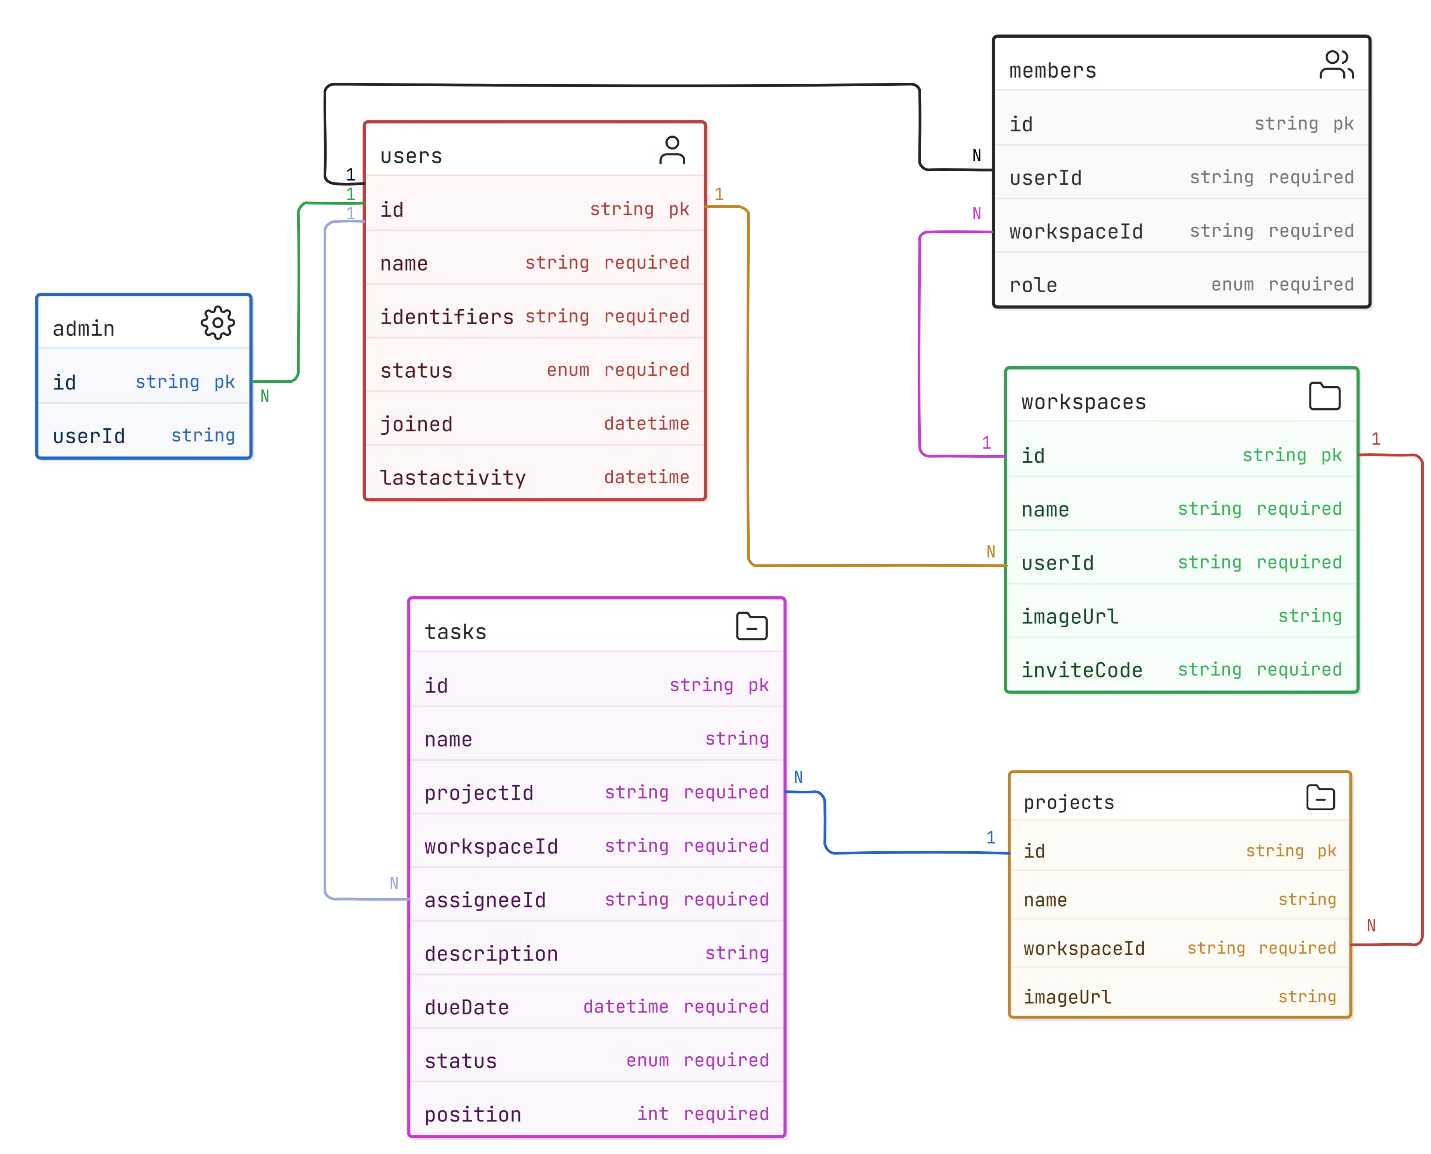 members
id string pk
userId string required
workspaceId string required
role enum required
users
id string pk
name string required
identifiers string required
status enum required
joined datetime
lastactivity datetime
admin
id string pk
userId string
workspaces
id string pk
name string required
userId string required
imageUrl string
inviteCode string required
tasks
id string pk
name string
projectId string required
workspaceId string required
assigneeId string required
description string
dueDate datetime required
status enum required
position int required
projects
id string pk
name string
workspaceId string required
imageUrl string
1
1
1
1
N
N
N
1
1
N
N
1
N
N